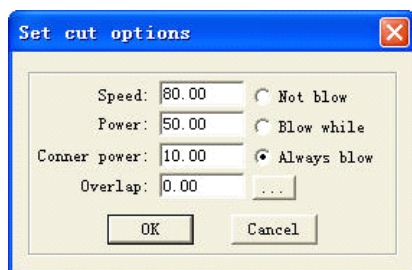 Set cut options
Speed: 80.00 Not blow
Power: 50.00 Blow while
Conner power: 10.00 Always blow
Overlap: 0.00 ...
OK Cancel